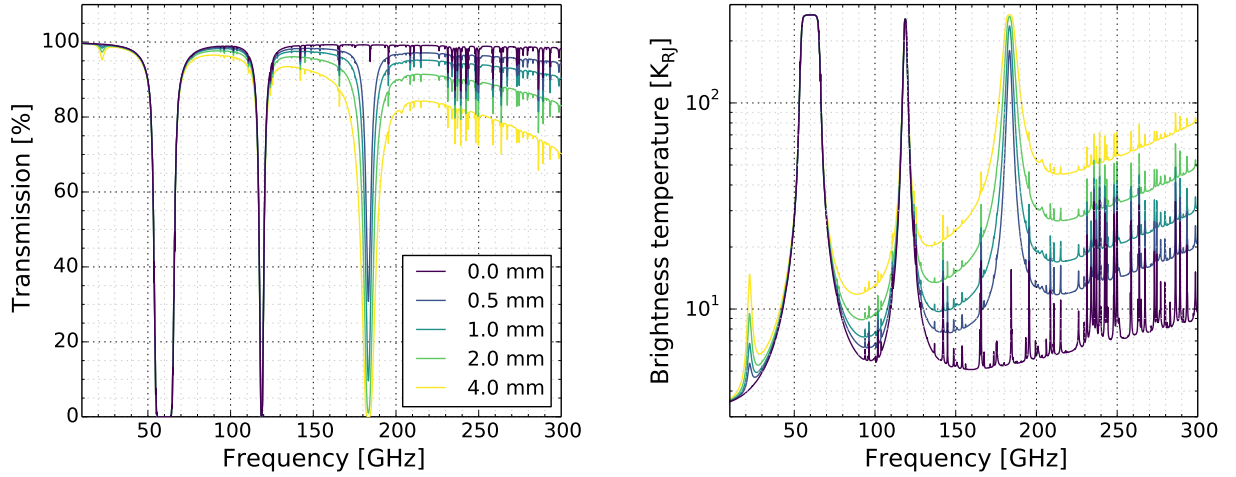 100
80
60
40
20
0
Transmission [%]
50 100 150 200 250 300
Frequency [GHz]
0.0 mm
0.5 mm
1.0 mm
2.0 mm
4.0 mm
10²
10¹
Brightness temperature [K_RJ]
50 100 150 200 250 300
Frequency [GHz]